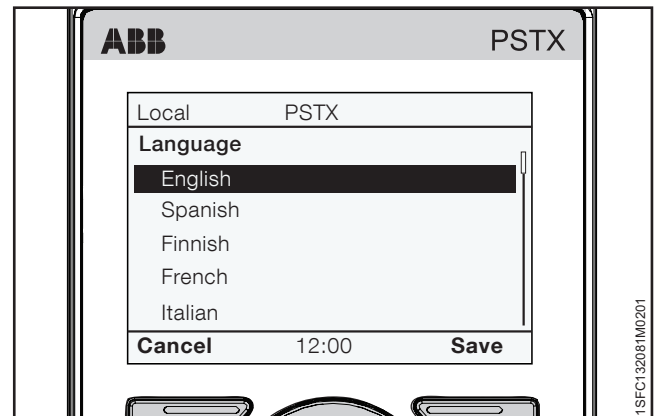 ABB PSTX
Local PSTX
Language
English
Spanish
Finnish
French
Italian
Cancel 12:00 Save
1SFC132081M0201